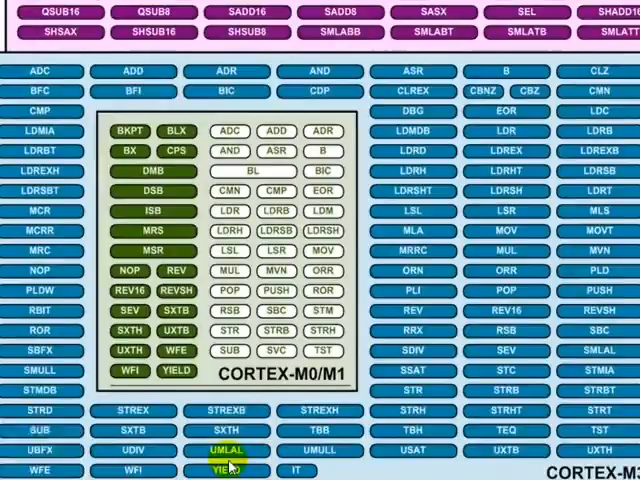 QSUB16 QSUB8 SADD16 SADD8 SASX SEL SHADD16
SHSAX SHSUB16 SHSUB8 SMLABB SMLABT SMLATB SMLATT
ADC ADD ADR AND ASR B CLZ
BFC BFI BIC CDP CLREX CBNZ CBZ CMN
CMP DBG EOR LDC
LDMIA BKPT BLX ADC ADD ADR LDMDB LDR LDRB
LDRBT BX CPS AND ASR B LDRD LDREX LDREXB
LDREXH DMB BL BIC LDRH LDRHT LDRSB
LDRSBT DSB CMN CMP EOR LDRSHT LDRSH LDRT
MCR ISB LDR LDRB LDM LSL LSR MLS
MCRR MRS LDRH LDRSB LDRSH MLA MOV MOVT
MRC MSR LSL LSR MOV MRRC MUL MVN
NOP NOP REV MUL MVN ORR ORN ORR PLD
PLDW REV16 REVSH POP PUSH ROR PLI POP PUSH
RBIT SEV SXTB RSB SBC STM REV REV16 REVSH
ROR SXTH UXTB STR STRB STRH RRX RSB SBC
SBFX UXTH WFE SUB SVC TST SDIV SEV SMLAL
SMULL WFI YIELD CORTEX-M0/M1 SSAT STC STMIA
STMDB STR STRB STRBT
STRD STREX STREXB STREXH STRH STRHT STRT
SUB SXTB SXTH TBB TBH TEQ TST
UBFX UDIV UMLAL UMULL USAT UXTB UXTH
WFE WFI YIELD IT CORTEX-M3